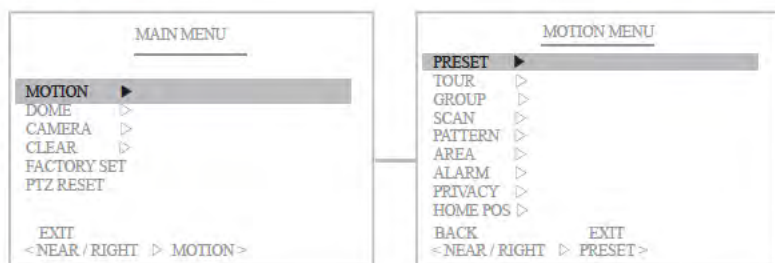 MAIN MENU
MOTION ▶
DOME ▷
CAMERA ▷
CLEAR ▷
FACTORY SET
PTZ RESET
EXIT
< NEAR / RIGHT ▷ MOTION >
MOTION MENU
PRESET ▶
TOUR ▷
GROUP ▷
SCAN ▷
PATTERN ▷
AREA ▷
ALARM ▷
PRIVACY ▷
HOME POS ▷
BACK EXIT
< NEAR / RIGHT ▷ PRESET >